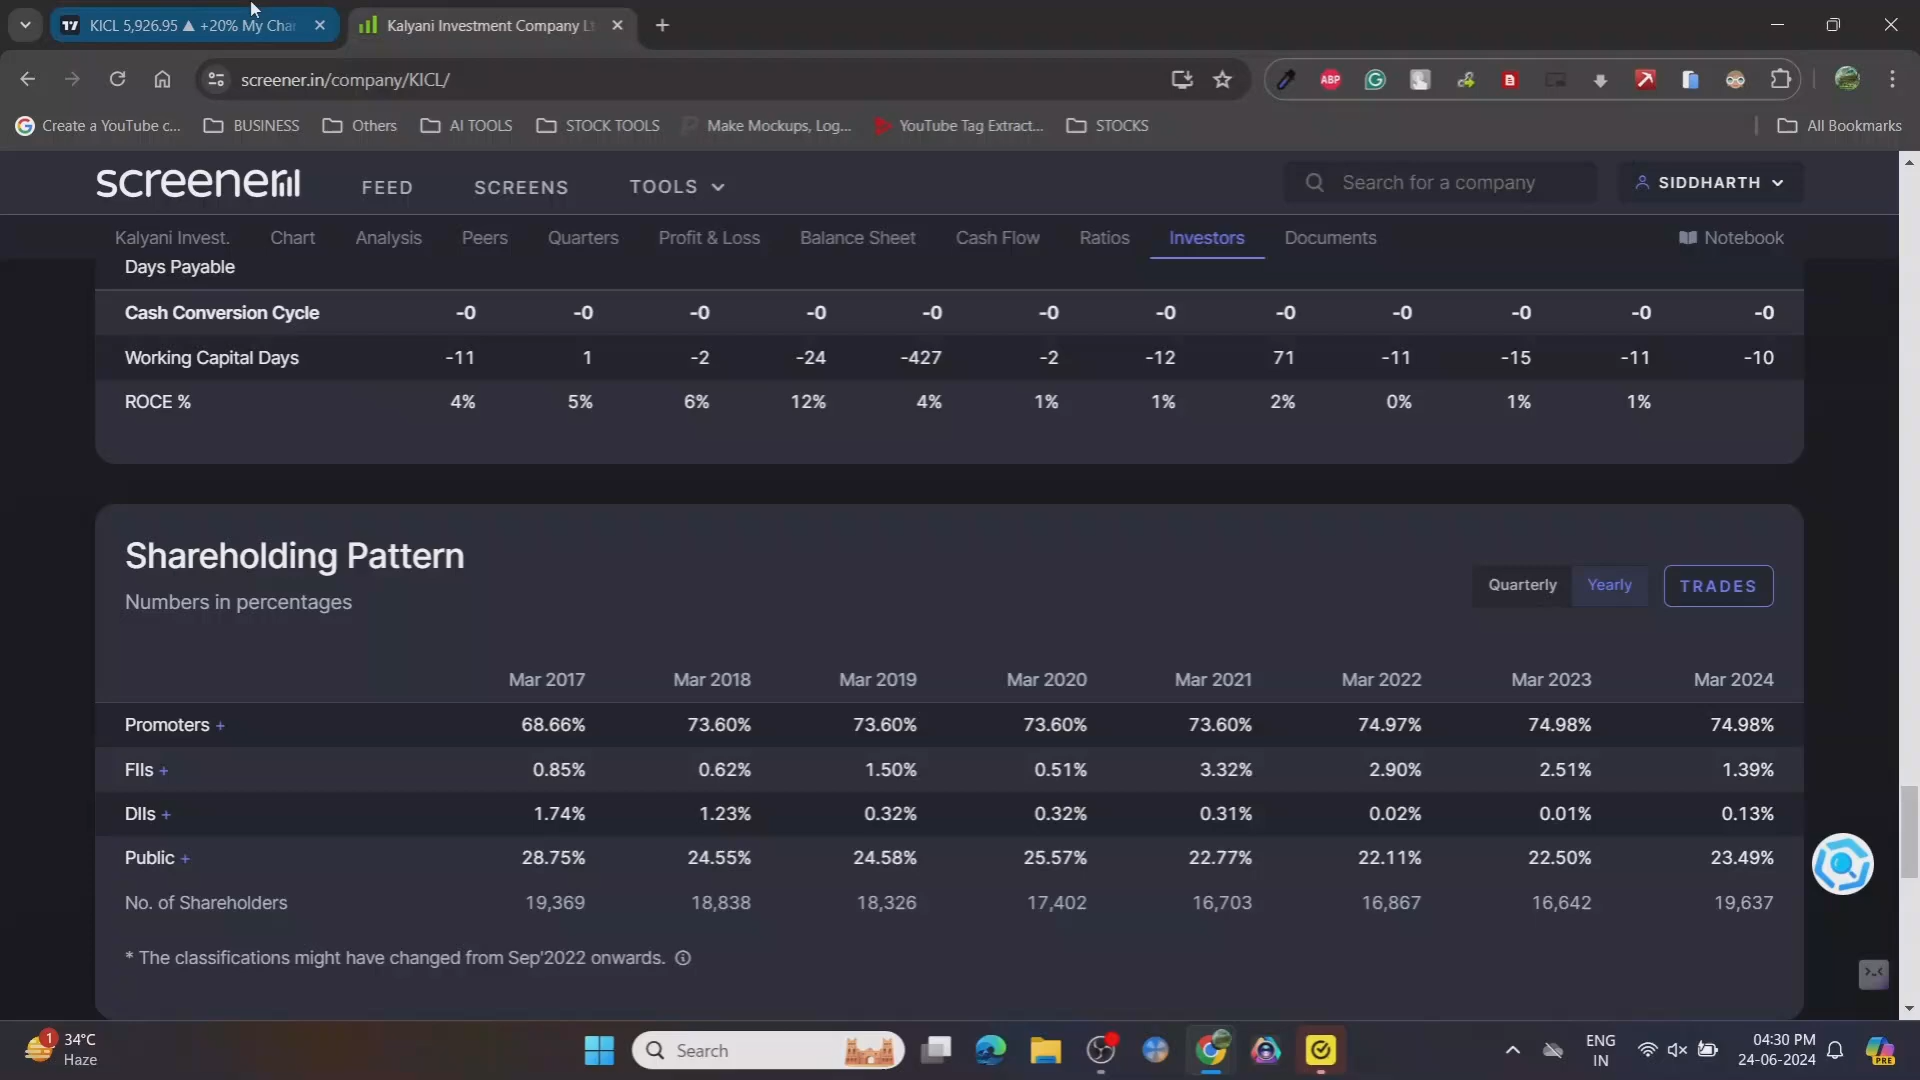 KICL 5,926.95 ▲ +20% My Cha
Kalyani Investment Company L
screener.in/company/KICL/
ABP
Create a YouTube c...
BUSINESS
Others
AI TOOLS
STOCK TOOLS
Make Mockups, Log...
YouTube Tag Extract...
STOCKS
All Bookmarks
screener
FEED
SCREENS
TOOLS
Search for a company
SIDDHARTH
Kalyani Invest. Chart Analysis Peers Quarters Profit & Loss Balance Sheet Cash Flow Ratios Investors Documents Notebook
Days Payable
Cash Conversion Cycle -0 -0 -0 -0 -0 -0 -0 -0 -0 -0 -0 -0
Working Capital Days -11 1 -2 -24 -427 -2 -12 71 -11 -15 -11 -10
ROCE % 4% 5% 6% 12% 4% 1% 1% 2% 0% 1% 1%
Shareholding Pattern
Numbers in percentages
Quarterly Yearly TRADES
Mar 2017 Mar 2018 Mar 2019 Mar 2020 Mar 2021 Mar 2022 Mar 2023 Mar 2024
Promoters + 68.66% 73.60% 73.60% 73.60% 73.60% 74.97% 74.98% 74.98%
FIIs + 0.85% 0.62% 1.50% 0.51% 3.32% 2.90% 2.51% 1.39%
DIIs + 1.74% 1.23% 0.32% 0.32% 0.31% 0.02% 0.01% 0.13%
Public + 28.75% 24.55% 24.58% 25.57% 22.77% 22.11% 22.50% 23.49%
No. of Shareholders 19,369 18,838 18,326 17,402 16,703 16,867 16,642 19,637
* The classifications might have changed from Sep'2022 onwards.
1
34°C
Haze
Search
ENG
IN
04:30 PM
24-06-2024
PRE